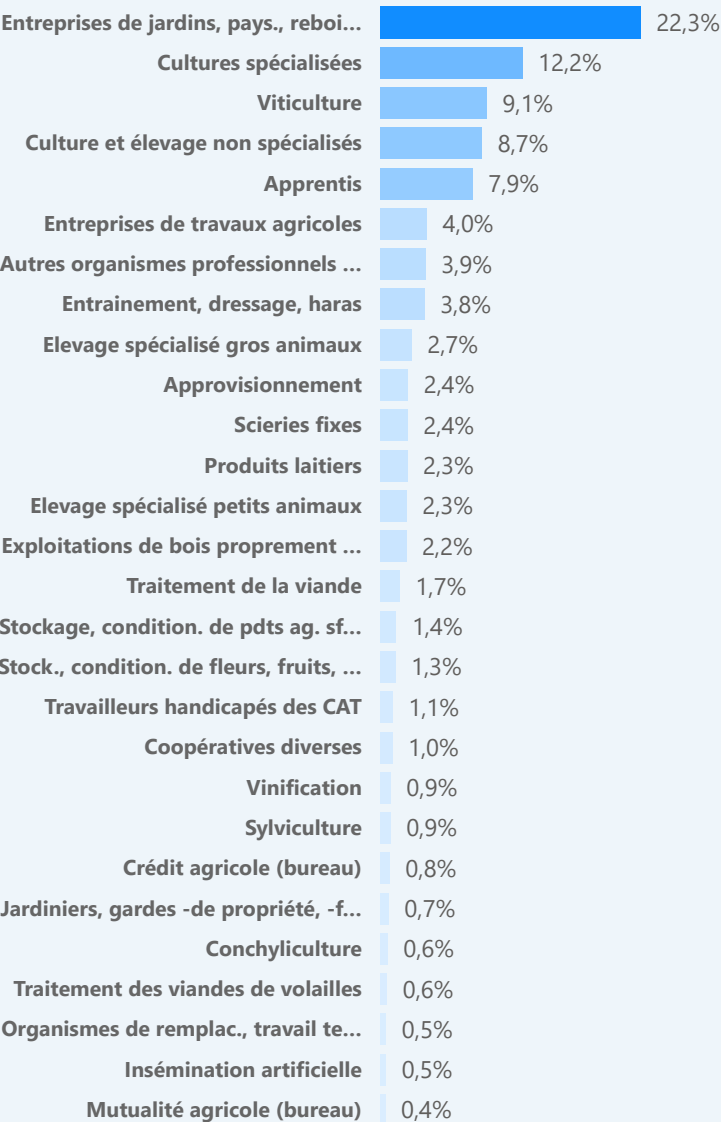 Entreprises de jardins, pays., reboi... 22,3%
Cultures spécialisées 12,2%
Viticulture 9,1%
Culture et élevage non spécialisés 8,7%
Apprentis 7,9%
Entreprises de travaux agricoles 4,0%
Autres organismes professionnels ... 3,9%
Entrainement, dressage, haras 3,8%
Elevage spécialisé gros animaux 2,7%
Approvisionnement 2,4%
Scieries fixes 2,4%
Produits laitiers 2,3%
Elevage spécialisé petits animaux 2,3%
Exploitations de bois proprement ... 2,2%
Traitement de la viande 1,7%
Stockage, condition. de pdts ag. sf... 1,4%
Stock., condition. de fleurs, fruits, ... 1,3%
Travailleurs handicapés des CAT 1,1%
Coopératives diverses 1,0%
Vinification 0,9%
Sylviculture 0,9%
Crédit agricole (bureau) 0,8%
Jardiniers, gardes -de propriété, -f... 0,7%
Conchyliculture 0,6%
Traitement des viandes de volailles 0,6%
Organismes de remplac., travail te... 0,5%
Insémination artificielle 0,5%
Mutualité agricole (bureau) 0,4%